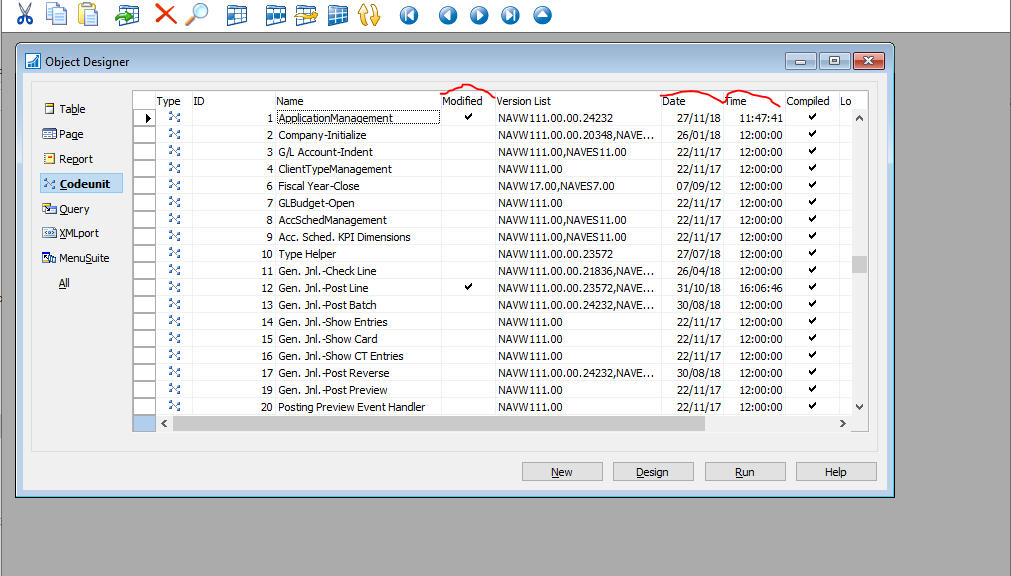 Object Designer
Table
Page
Report
Codeunit
Query
XMLport
MenuSuite
All
Type ID Name Modified Version List Date Time Compiled Lo
1 ApplicationManagement NAVW111.00.00.24232 27/11/18 11:47:41
2 Company-Initialize NAVW111.00.00.20348,NAVE... 26/01/18 12:00:00
3 G/L Account-Indent NAVW111.00,NAVES11.00 22/11/17 12:00:00
4 ClientTypeManagement NAVW111.00 22/11/17 12:00:00
6 Fiscal Year-Close NAVW17.00,NAVES7.00 07/09/12 12:00:00
7 GLBudget-Open NAVW111.00 22/11/17 12:00:00
8 AccSchedManagement NAVW111.00,NAVES11.00 22/11/17 12:00:00
9 Acc. Sched. KPI Dimensions NAVW111.00,NAVES11.00 22/11/17 12:00:00
10 Type Helper NAVW111.00.00.23572 27/07/18 12:00:00
11 Gen. Jnl.-Check Line NAVW111.00.00.21836,NAVE... 26/04/18 12:00:00
12 Gen. Jnl.-Post Line NAVW111.00.00.23572,NAVE... 31/10/18 16:06:46
13 Gen. Jnl.-Post Batch NAVW111.00.00.24232,NAVE... 30/08/18 12:00:00
14 Gen. Jnl.-Show Entries NAVW111.00 22/11/17 12:00:00
15 Gen. Jnl.-Show Card NAVW111.00 22/11/17 12:00:00
16 Gen. Jnl.-Show CT Entries NAVW111.00 22/11/17 12:00:00
17 Gen. Jnl.-Post Reverse NAVW111.00.00.24232,NAVE... 30/08/18 12:00:00
19 Gen. Jnl.-Post Preview NAVW111.00 22/11/17 12:00:00
20 Posting Preview Event Handler NAVW111.00 22/11/17 12:00:00
New Design Run Help